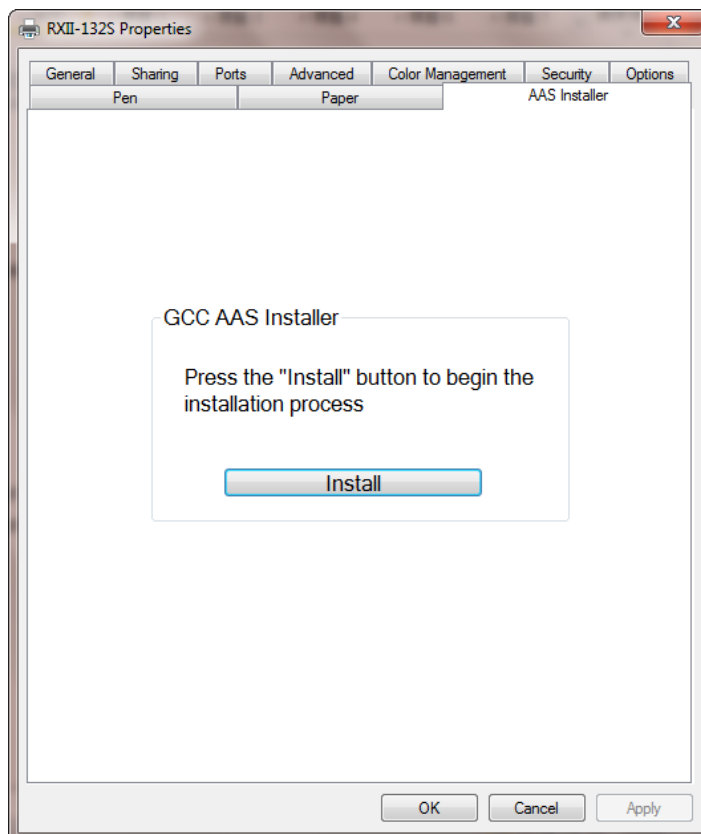 RXII-132S Properties
x
General Sharing Ports Advanced Color Management Security Options
Pen Paper AAS Installer
GCC AAS Installer
Press the "Install" button to begin the
installation process
Install
OK Cancel Apply